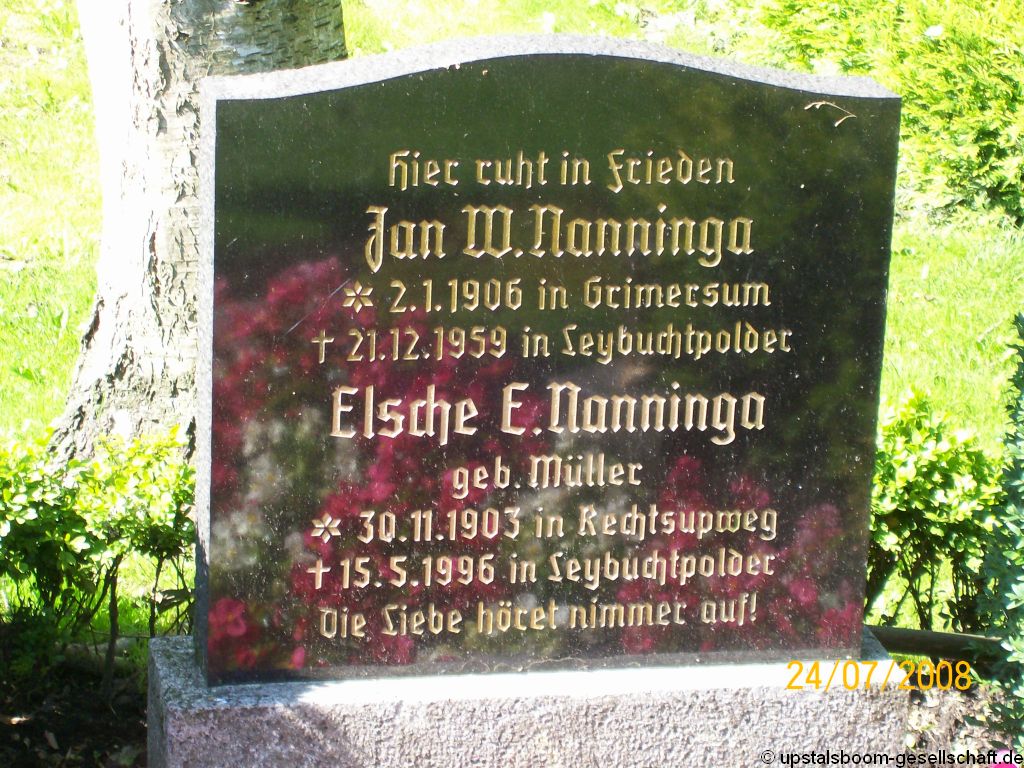 Hier ruht in Frieden
Jan W. Nanninga
* 2.1.1906 in Grimersum
† 21.12.1959 in Leybuchtpolder
Elsche E. Nanninga
geb. Müller
* 30.11.1903 in Rechtsupweg
† 15.5.1996 in Leybuchtpolder
Die Liebe höret nimmer auf!
24/07/2008
© upstalsboom-gesellschaft.de